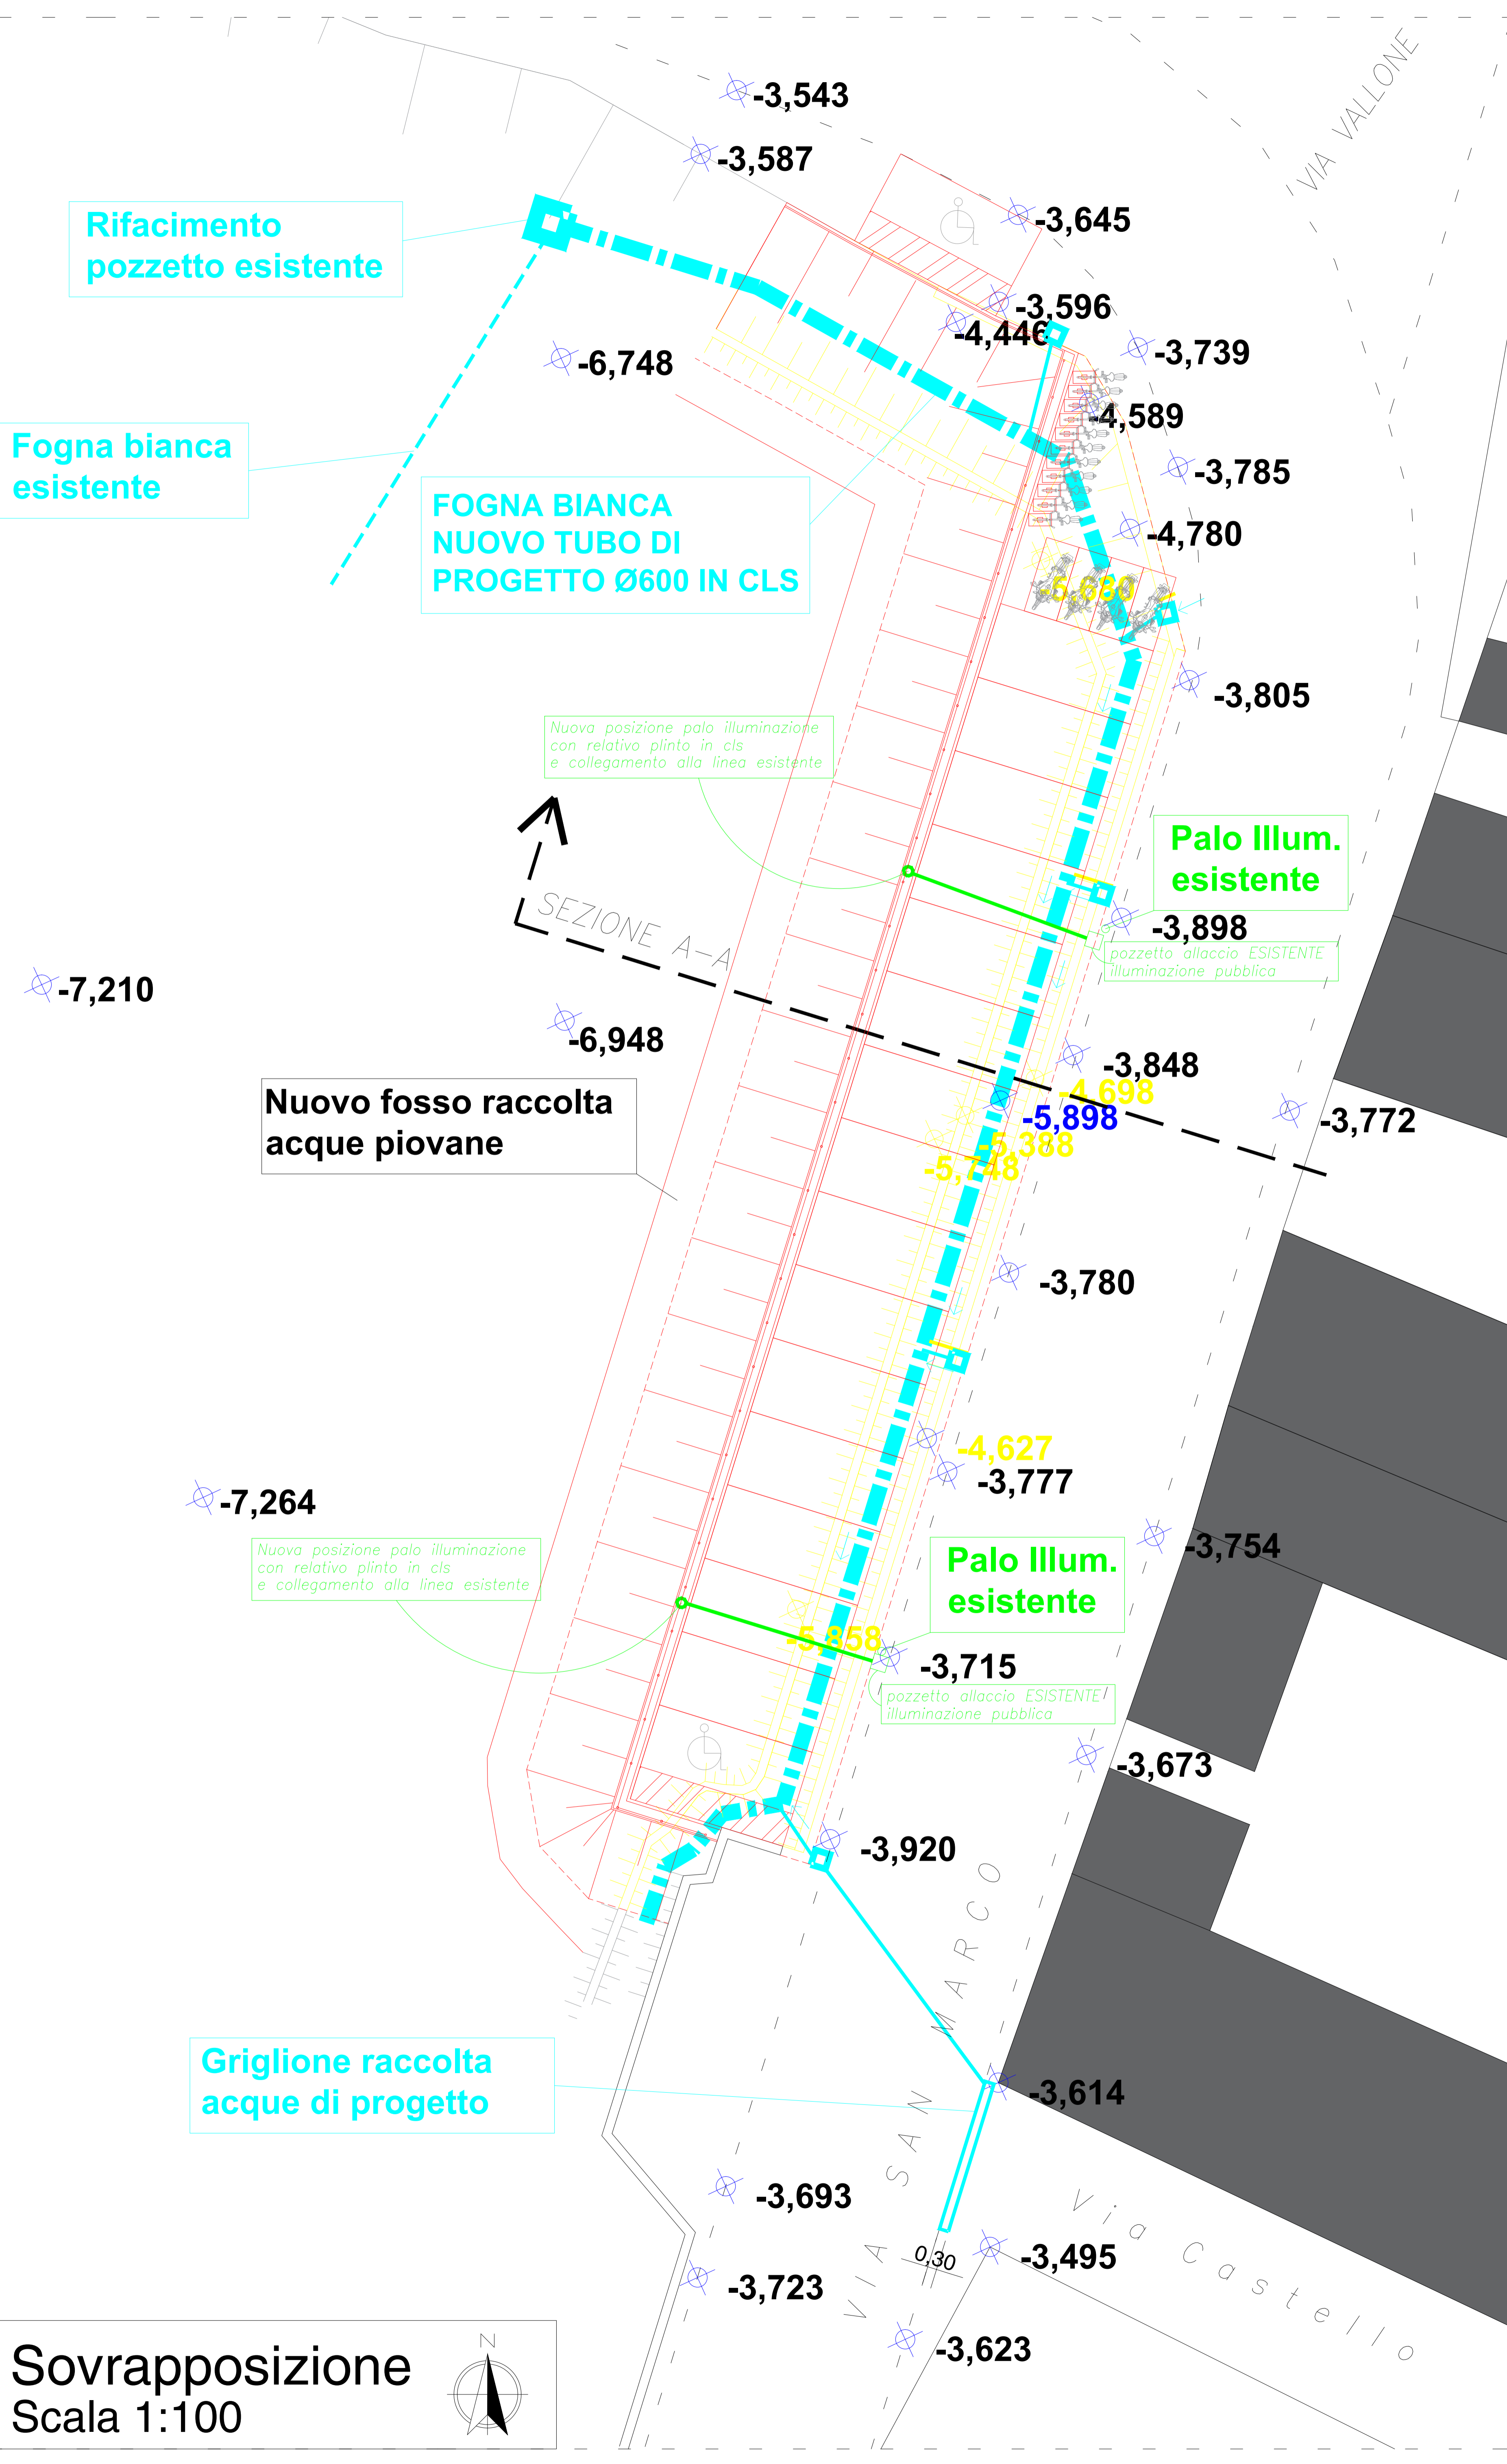 VIA VALLONE
-3,543
-3,587
Rifacimento
pozzetto esistente
-3,645
-3,596
-4,446
-3,739
-6,748
-4,589
Fogna bianca
esistente
-3,785
FOGNA BIANCA
NUOVO TUBO DI
PROGETTO Ø600 IN CLS
-4,780
-5,680
-3,805
Nuova posizione palo illuminazione
con relativo plinto in cls
e collegamento alla linea esistente
Palo Illum.
esistente
SEZIONE A-A
-3,898
pozzetto allaccio ESISTENTE
illuminazione pubblica
-7,210
-6,948
-3,848
-4,698
-5,898
-3,772
-5,388
-5,748
Nuovo fosso raccolta
acque piovane
-3,780
-4,627
-3,777
-7,264
-3,754
Nuova posizione palo illuminazione
con relativo plinto in cls
e collegamento alla linea esistente
Palo Illum.
esistente
-5,858
-3,715
pozzetto allaccio ESISTENTE
illuminazione pubblica
-3,673
-3,920
VIA SAN MARCO
Griglione raccolta
acque di progetto
-3,614
-3,693
Via Castello
0,30
-3,495
-3,723
-3,623
Sovrapposizione
Scala 1:100
N